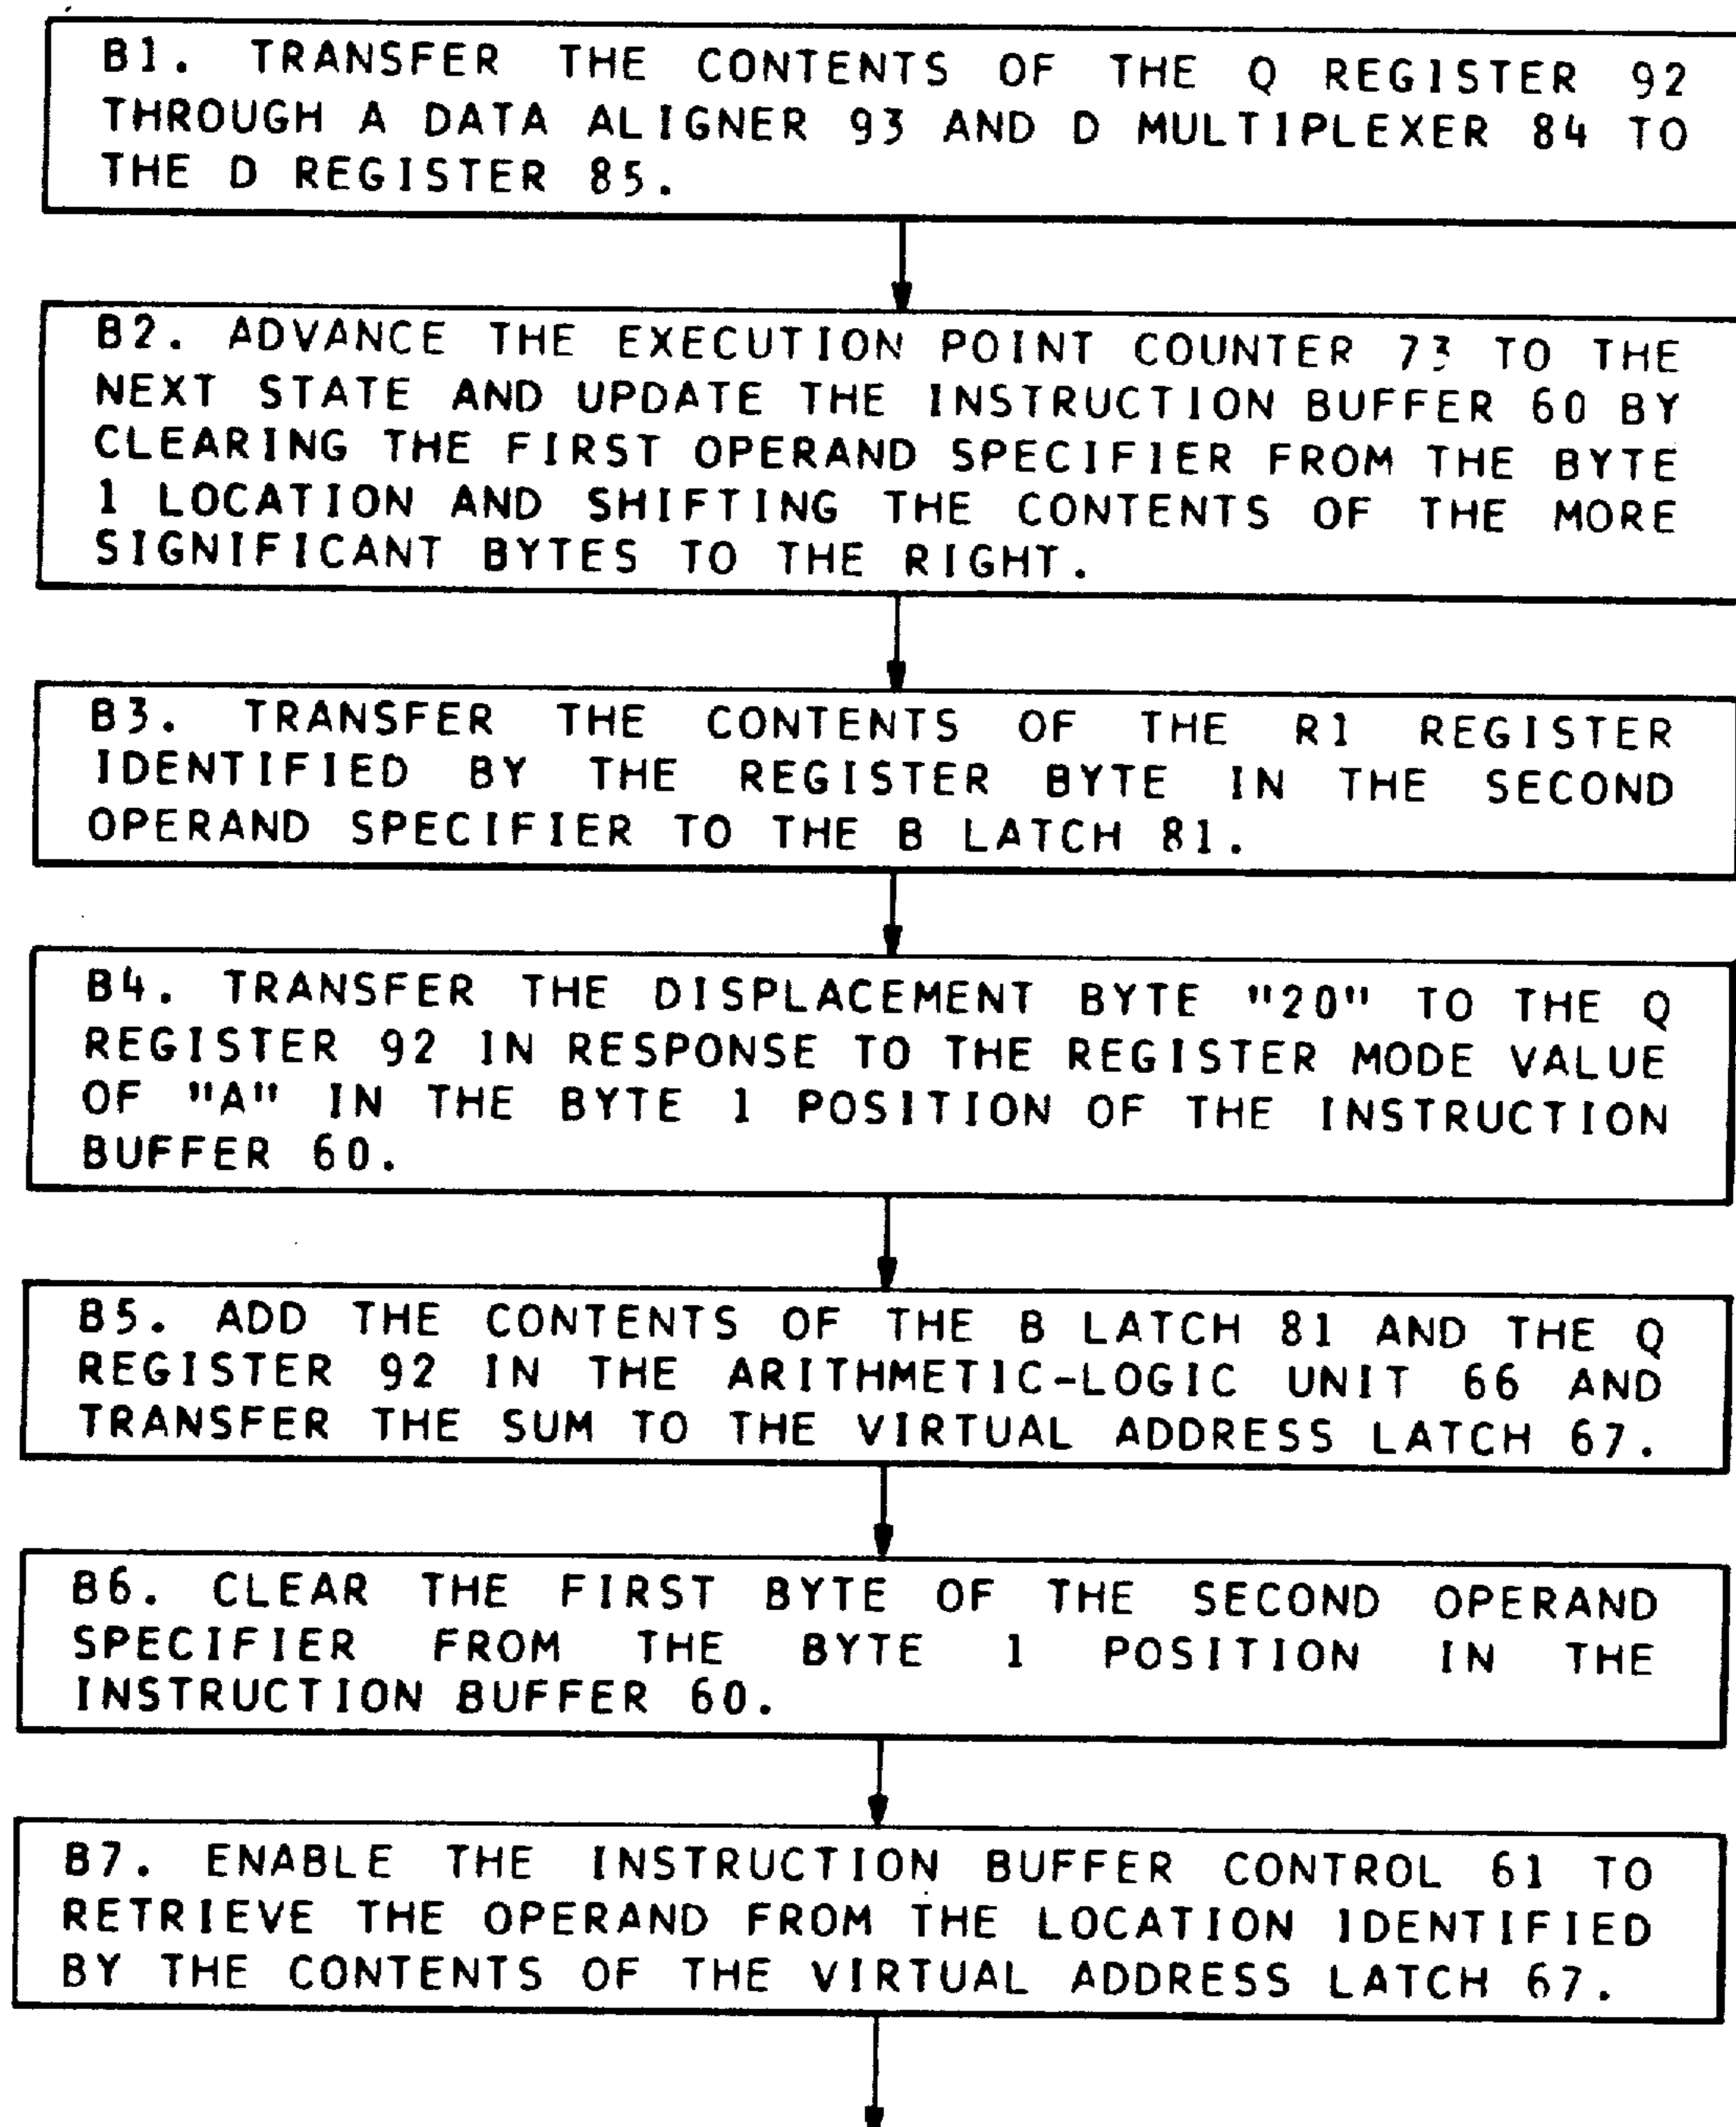 B1. TRANSFER THE CONTENTS OF THE Q REGISTER 92
THROUGH A DATA ALIGNER 93 AND D MULTIPLEXER 84 TO
THE D REGISTER 85.
B2. ADVANCE THE EXECUTION POINT COUNTER 73 TO THE
NEXT STATE AND UPDATE THE INSTRUCTION BUFFER 60 BY
CLEARING THE FIRST OPERAND SPECIFIER FROM THE BYTE
1 LOCATION AND SHIFTING THE CONTENTS OF THE MORE
SIGNIFICANT BYTES TO THE RIGHT.
B3. TRANSFER THE CONTENTS OF THE R1 REGISTER
IDENTIFIED BY THE REGISTER BYTE IN THE SECOND
OPERAND SPECIFIER TO THE B LATCH 81.
B4. TRANSFER THE DISPLACEMENT BYTE "20" TO THE Q
REGISTER 92 IN RESPONSE TO THE REGISTER MODE VALUE
OF "A" IN THE BYTE 1 POSITION OF THE INSTRUCTION
BUFFER 60.
B5. ADD THE CONTENTS OF THE B LATCH 81 AND THE Q
REGISTER 92 IN THE ARITHMETIC-LOGIC UNIT 66 AND
TRANSFER THE SUM TO THE VIRTUAL ADDRESS LATCH 67.
B6. CLEAR THE FIRST BYTE OF THE SECOND OPERAND
SPECIFIER FROM THE BYTE 1 POSITION IN THE
INSTRUCTION BUFFER 60.
B7. ENABLE THE INSTRUCTION BUFFER CONTROL 61 TO
RETRIEVE THE OPERAND FROM THE LOCATION IDENTIFIED
BY THE CONTENTS OF THE VIRTUAL ADDRESS LATCH 67.